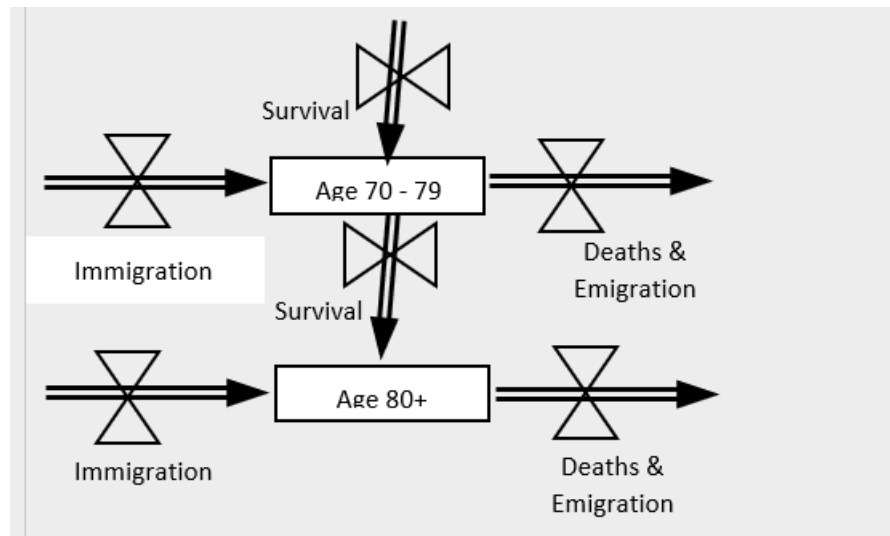 Survival
Age 70 - 79
Immigration
Deaths &
Emigration
Survival
Age 80+
Immigration
Deaths &
Emigration